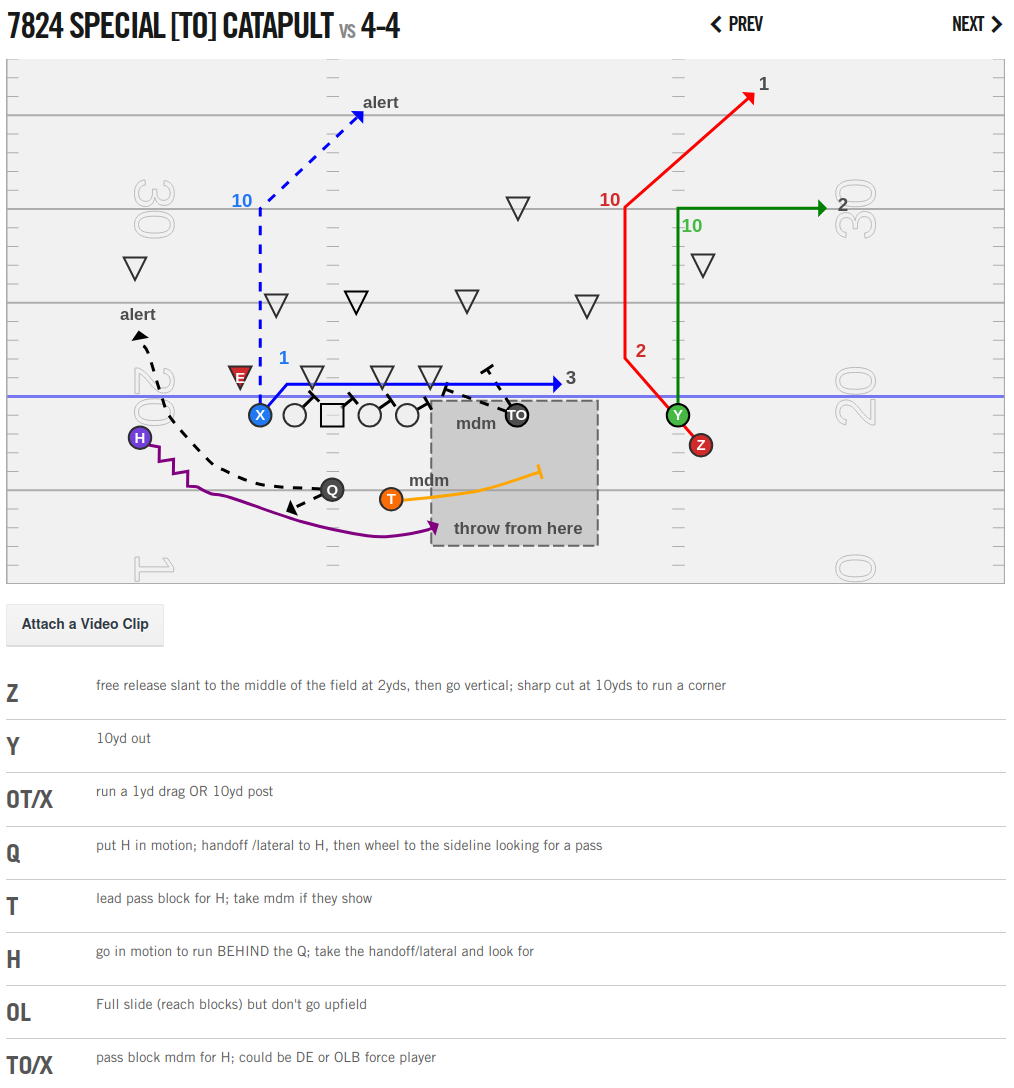 7824 SPECIAL [TO] CATAPULT VS 4-4
PREV
NEXT
1
alert
10
10
2
10
30
30
alert
1
2
3
E
20
20
X
TO
mdm
Y
Z
H
Q
T
mdm
throw from here
1
0
Attach a Video Clip
Z
free release slant to the middle of the field at 2yds, then go vertical; sharp cut at 10yds to run a corner
Y
10yd out
OT/X
run a 1yd drag OR 10yd post
Q
put H in motion; handoff /lateral to H, then wheel to the sideline looking for a pass
T
lead pass block for H; take mdm if they show
H
go in motion to run BEHIND the Q; take the handoff/lateral and look for
OL
Full slide (reach blocks) but don't go upfield
TO/X
pass block mdm for H; could be DE or OLB force player